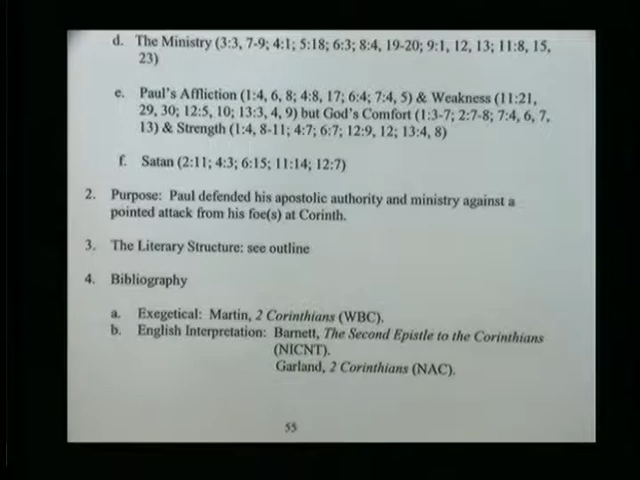 d. The Ministry (3:3, 7-9; 4:1; 5:18; 6:3; 8:4, 19-20; 9:1, 12, 13; 11:8, 15,
23)
e. Paul's Affliction (1:4, 6, 8; 4:8, 17; 6:4; 7:4, 5) & Weakness (11:21,
29, 30; 12:5, 10; 13:3, 4, 9) but God's Comfort (1:3-7; 2:7-8; 7:4, 6, 7,
13) & Strength (1:4, 8-11; 4:7; 6:7; 12:9, 12; 13:4, 8)
f. Satan (2:11; 4:3; 6:15; 11:14; 12:7)
2. Purpose: Paul defended his apostolic authority and ministry against a
pointed attack from his foe(s) at Corinth.
3. The Literary Structure: see outline
4. Bibliography
a. Exegetical: Martin, 2 Corinthians (WBC).
b. English Interpretation: Barnett, The Second Epistle to the Corinthians
(NICNT).
Garland, 2 Corinthians (NAC).
55